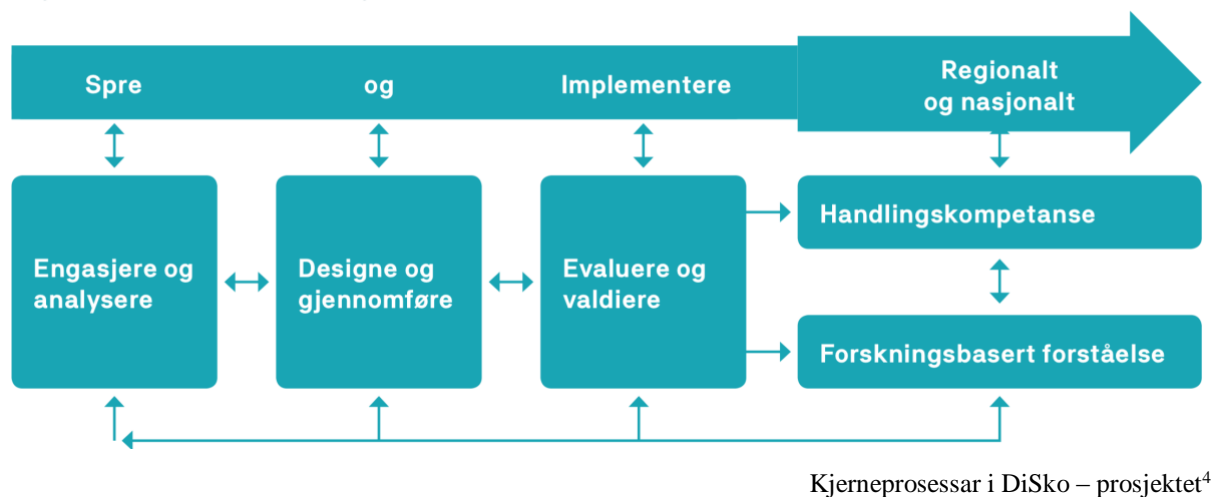 Spre og Implementere
Regionalt
og nasjonalt
Engasjere og
analysere
Designe og
gjennomføre
Evaluere og
valdiere
Handlingskompetanse
Forskningsbasert forståelse
Kjerneprosessar i DiSko – prosjektet⁴